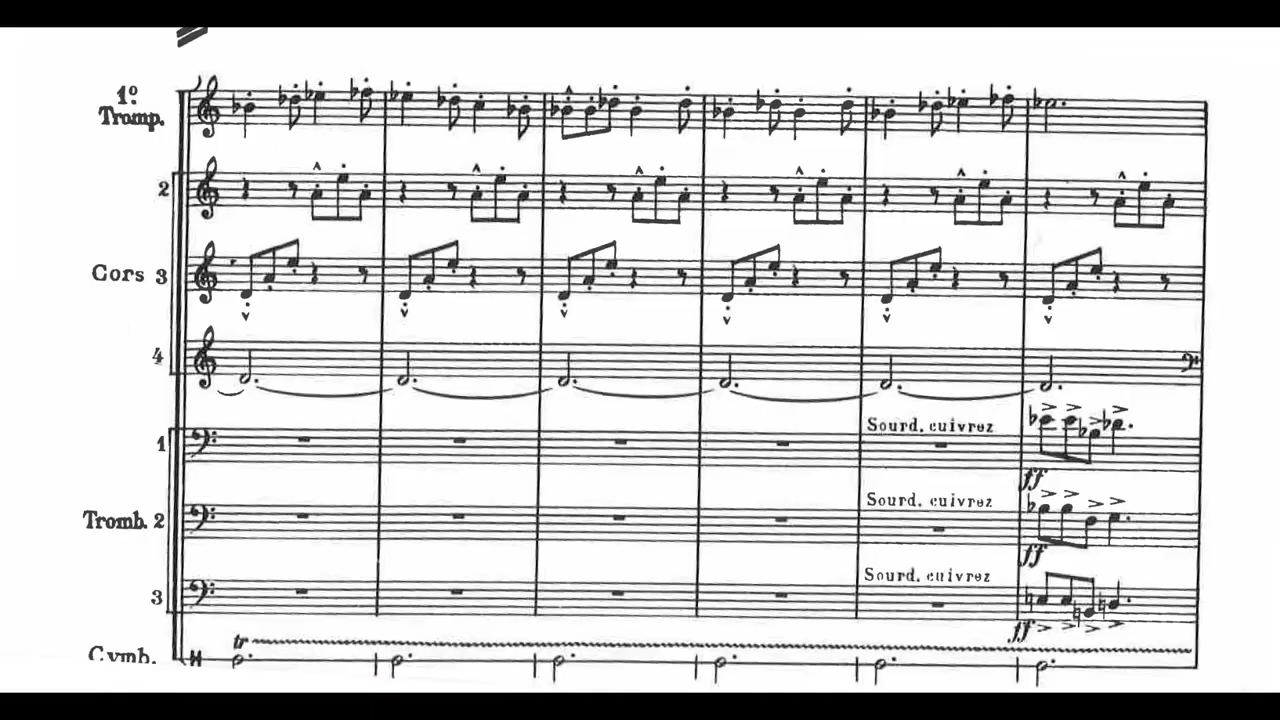 1º
Tromp.
2
Cors 3
4
Sourd. cuivrez
1
ff
Sourd. cuivrez
Tromb. 2
ff
Sourd. cuivrez
3
ff
tr
Cymb.